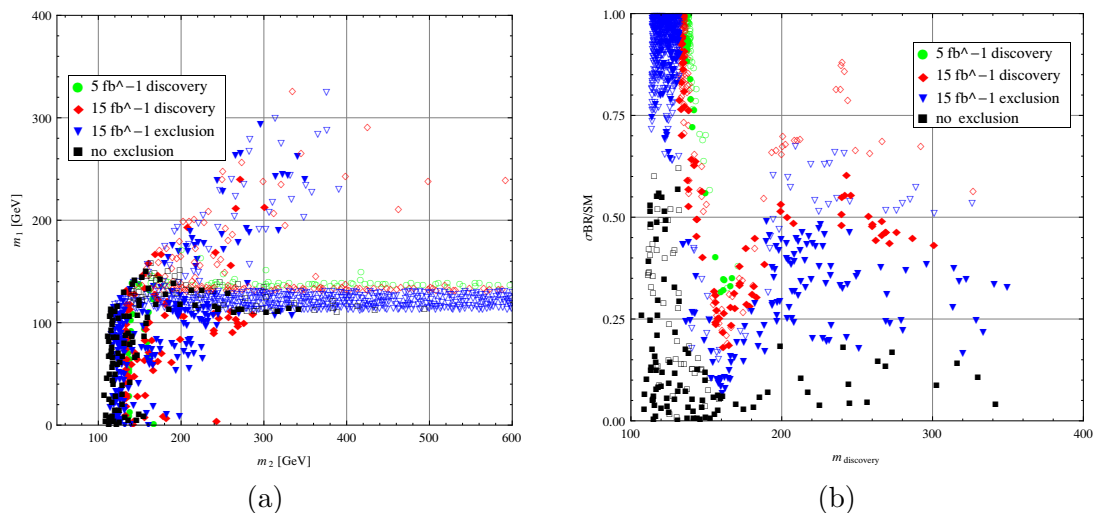 400
300
200
100
0
m1 [GeV]
5 fb^−1 discovery
15 fb^−1 discovery
15 fb^−1 exclusion
no exclusion
100 200 300 400 500 600
m2 [GeV]
(a)
1.00
0.75
0.50
0.25
0.00
σBR/SM
5 fb^−1 discovery
15 fb^−1 discovery
15 fb^−1 exclusion
no exclusion
100 200 300 400
mdiscovery
(b)